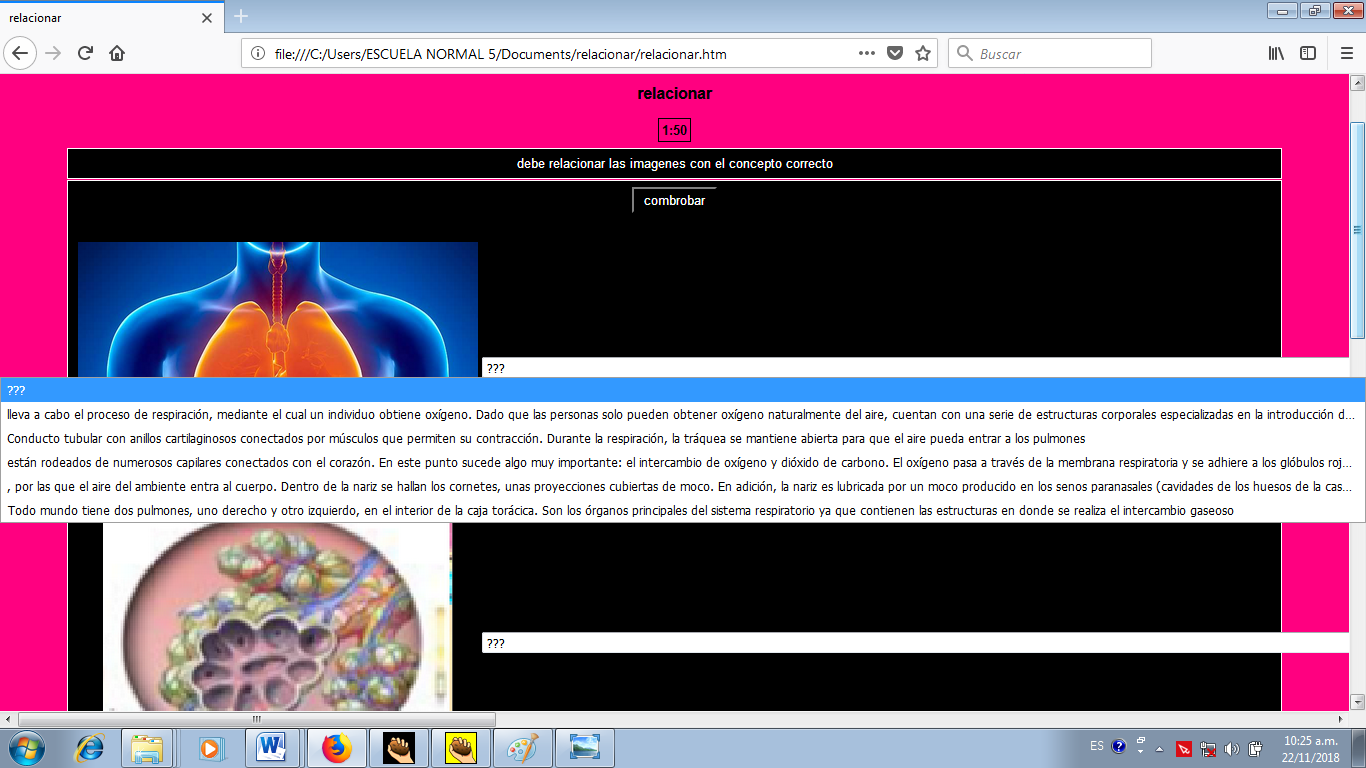 relacionar
file:///C:/Users/ESCUELA NORMAL 5/Documents/relacionar/relacionar.htm
Buscar
relacionar
1:50
debe relacionar las imagenes con el concepto correcto
combrobar
???
???
lleva a cabo el proceso de respiración, mediante el cual un individuo obtiene oxígeno. Dado que las personas solo pueden obtener oxígeno naturalmente del aire, cuentan con una serie de estructuras corporales especializadas en la introducción d...
Conducto tubular con anillos cartilaginosos conectados por músculos que permiten su contracción. Durante la respiración, la tráquea se mantiene abierta para que el aire pueda entrar a los pulmones
están rodeados de numerosos capilares conectados con el corazón. En este punto sucede algo muy importante: el intercambio de oxígeno y dióxido de carbono. El oxígeno pasa a través de la membrana respiratoria y se adhiere a los glóbulos roj...
, por las que el aire del ambiente entra al cuerpo. Dentro de la nariz se hallan los cornetes, unas proyecciones cubiertas de moco. En adición, la nariz es lubricada por un moco producido en los senos paranasales (cavidades de los huesos de la cas...
Todo mundo tiene dos pulmones, uno derecho y otro izquierdo, en el interior de la caja torácica. Son los órganos principales del sistema respiratorio ya que contienen las estructuras en donde se realiza el intercambio gaseoso
???
ES
10:25 a.m.
22/11/2018